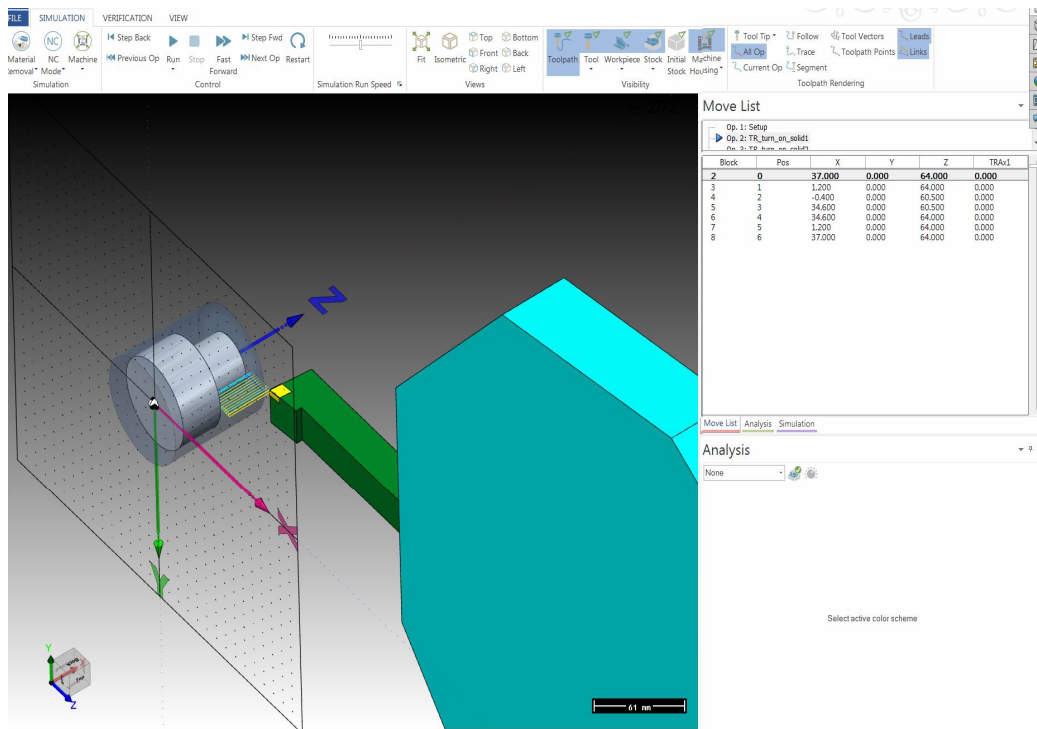 FILE SIMULATION VERIFICATION VIEW
Material Removal NC Mode Machine
Simulation
Step Back
Previous Op
Run Stop Fast Forward
Step Fwd
Next Op Restart
Control
Simulation Run Speed
Fit Isometric
Top Bottom
Front Back
Right Left
Views
Toolpath Tool Workpiece Stock Initial Stock Machine Housing
Visibility
Tool Tip Follow Tool Vectors Leads
All Op Trace Toolpath Points Links
Current Op Segment
Toolpath Rendering
Move List
Op. 1: Setup
Op. 2: TR_turn_on_solid1
Op. 3: TR_turn_on_solid2
Block Pos X Y Z TRAx1
2 0 37.000 0.000 64.000 0.000
3 1 1.200 0.000 64.000 0.000
4 2 -0.400 0.000 60.500 0.000
5 3 34.600 0.000 60.500 0.000
6 4 34.600 0.000 64.000 0.000
7 5 1.200 0.000 64.000 0.000
8 6 37.000 0.000 64.000 0.000
Move List Analysis Simulation
Analysis
None
Select active color scheme
Z
X
Y
Y
Z
61 mm